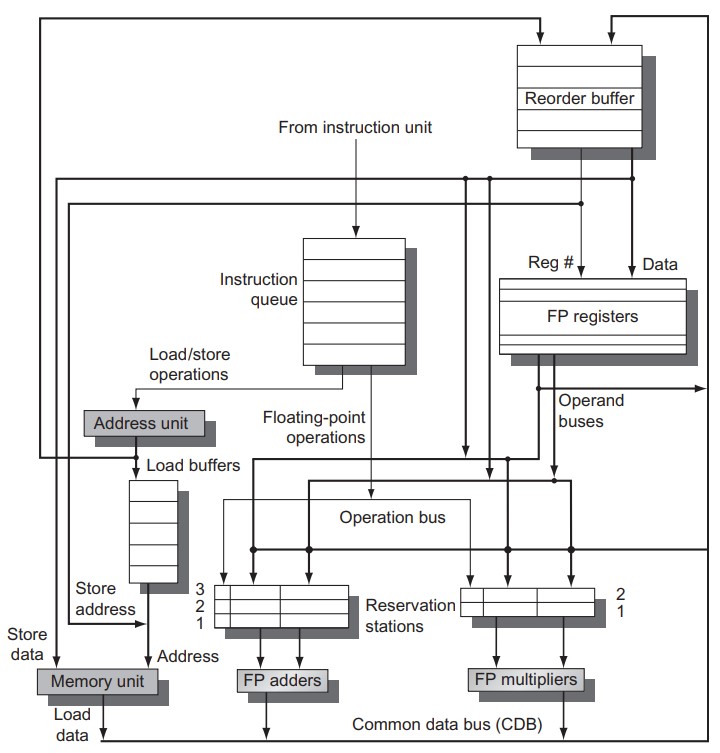 Reorder buffer
From instruction unit
Reg #
Data
Instruction
queue
FP registers
Load/store
operations
Operand
buses
Address unit
Floating-point
operations
Load buffers
Operation bus
Store
address
3
2
1
Reservation
stations
2
1
Store
data
Address
Memory unit
FP adders
FP multipliers
Load
data
Common data bus (CDB)